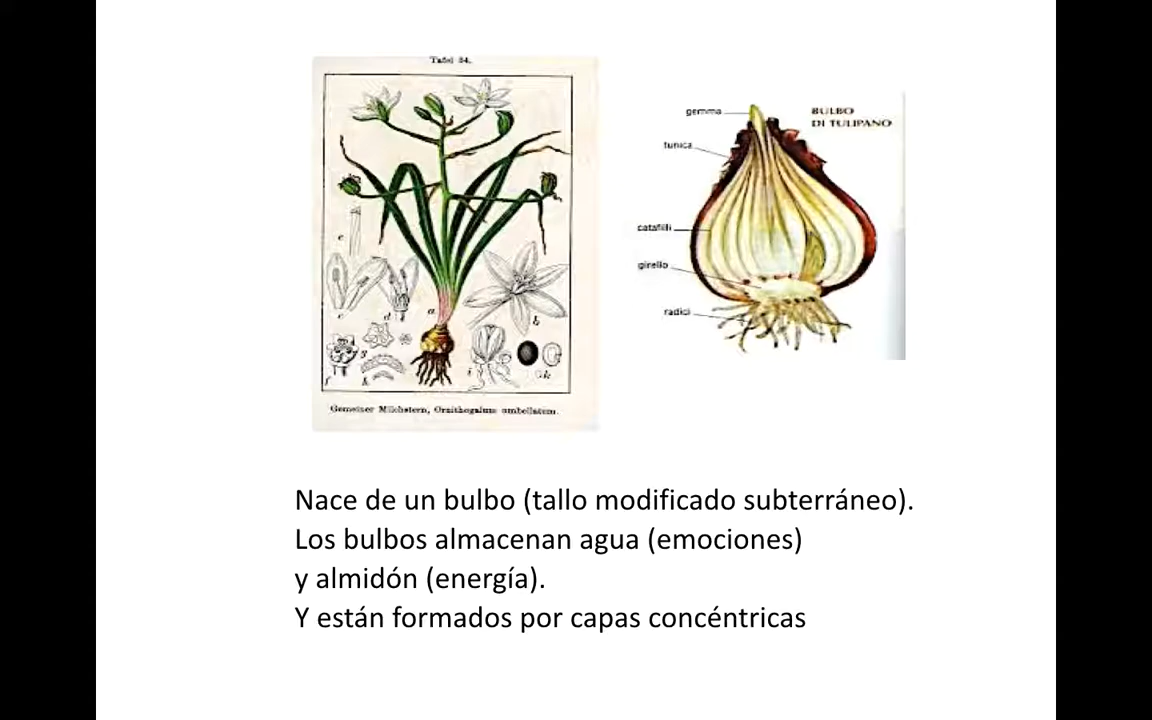 Tafel 54.
Gemeiner Milchstern, Ornithogalum umbellatum.
a
b
c
d
e
f
g
h
i
k
BULBO
DI TULIPANO
gemma
tunica
catafilli
girello
radici
Nace de un bulbo (tallo modificado subterráneo).
Los bulbos almacenan agua (emociones)
y almidón (energía).
Y están formados por capas concéntricas